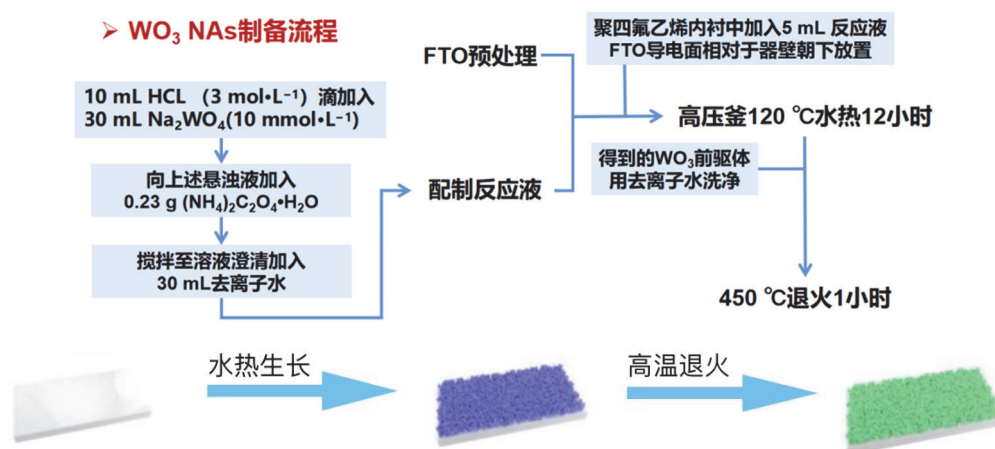 ➤ WO₃ NAs制备流程
10 mL HCL （3 mol•L⁻¹）滴加入
30 mL Na₂WO₄(10 mmol•L⁻¹)
向上述悬浊液加入
0.23 g (NH₄)₂C₂O₄•H₂O
搅拌至溶液澄清加入
30 mL去离子水
FTO预处理
配制反应液
聚四氟乙烯内衬中加入5 mL 反应液
FTO导电面相对于器壁朝下放置
高压釜120 ℃水热12小时
得到的WO₃前驱体
用去离子水洗净
450 ℃退火1小时
水热生长
高温退火